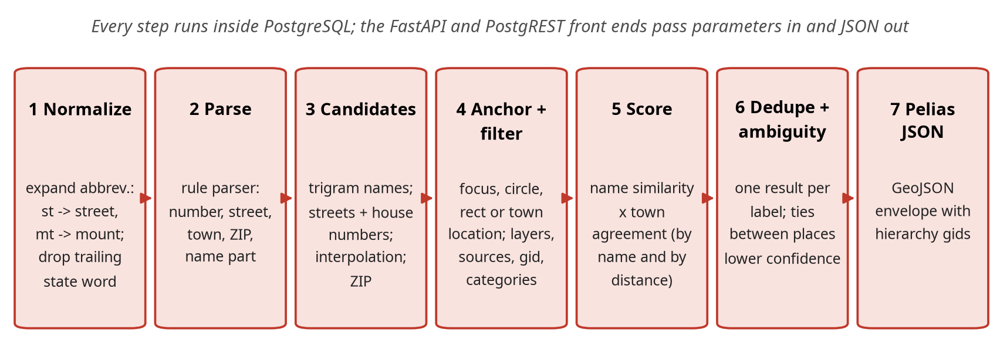 Every step runs inside PostgreSQL; the FastAPI and PostgREST front ends pass parameters in and JSON out
1 Normalize
expand abbrev.:
st -> street,
mt -> mount;
drop trailing
state word
2 Parse
rule parser:
number, street,
town, ZIP,
name part
3 Candidates
trigram names;
streets + house
numbers;
interpolation;
ZIP
4 Anchor +
filter
focus, circle,
rect or town
location; layers,
sources, gid,
categories
5 Score
name similarity
x town
agreement (by
name and by
distance)
6 Dedupe +
ambiguity
one result per
label; ties
between places
lower confidence
7 Pelias
JSON
GeoJSON
envelope with
hierarchy gids